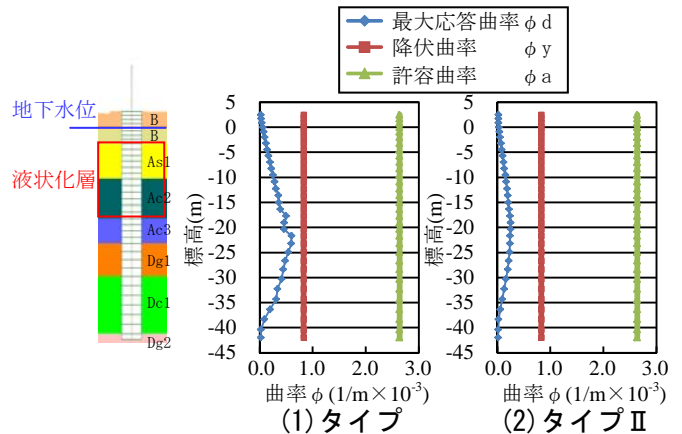 最大応答曲率 φd
降伏曲率 φy
許容曲率 φa
地下水位
液状化層
B
B
As1
Ac2
Ac3
Dg1
Dc1
Dg2
標高(m)
5
0
-5
-10
-15
-20
-25
-30
-35
-40
-45
0.0 1.0 2.0 3.0
曲率φ(1/m×10⁻³)
(1)タイプ
標高(m)
5
0
-5
-10
-15
-20
-25
-30
-35
-40
-45
0.0 1.0 2.0 3.0
曲率φ(1/m×10⁻³)
(2)タイプⅡ